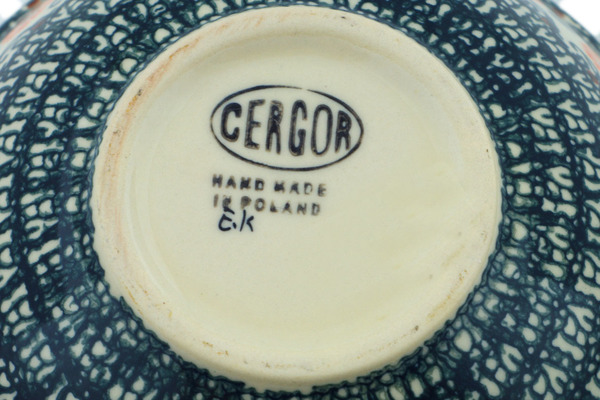 CERGOR
HAND MADE
IN POLAND
E.K